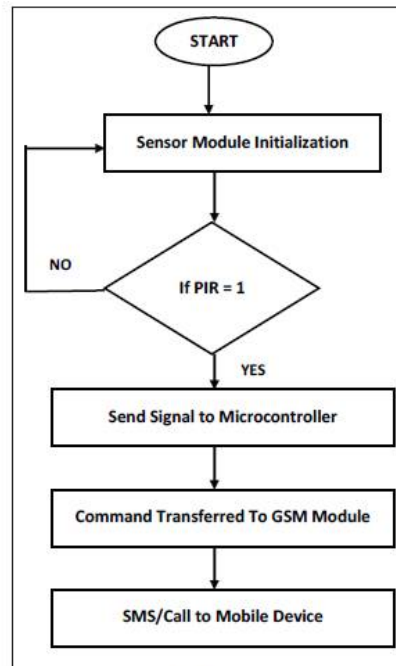 START
Sensor Module Initialization
NO
If PIR = 1
YES
Send Signal to Microcontroller
Command Transferred To GSM Module
SMS/Call to Mobile Device